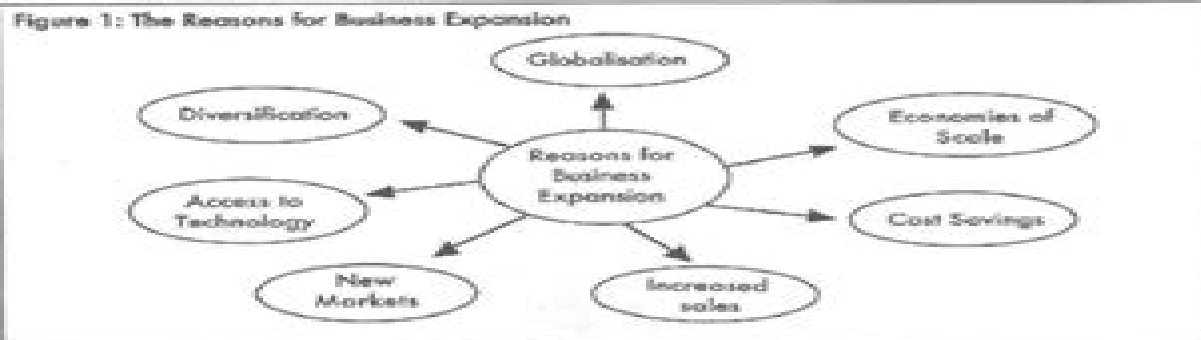 Figure 1: The Reasons for Business Expansion
Globalisation
Diversification
Economies of
Scale
Reasons for
Business
Expansion
Access to
Technology
Cost Savings
New
Markets
Increased
sales